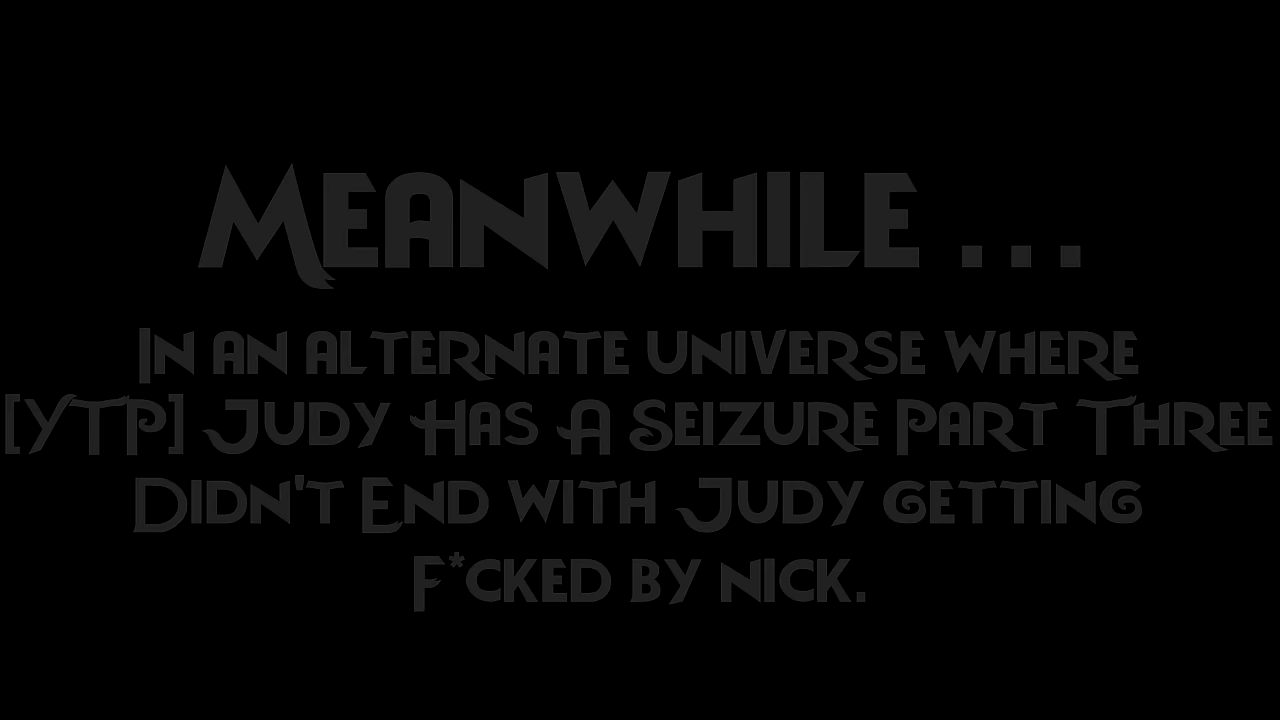 Meanwhile ...
In an alternate universe where
[YTP] Judy Has A Seizure Part Three
Didn't End with Judy getting
F*cked by nick.